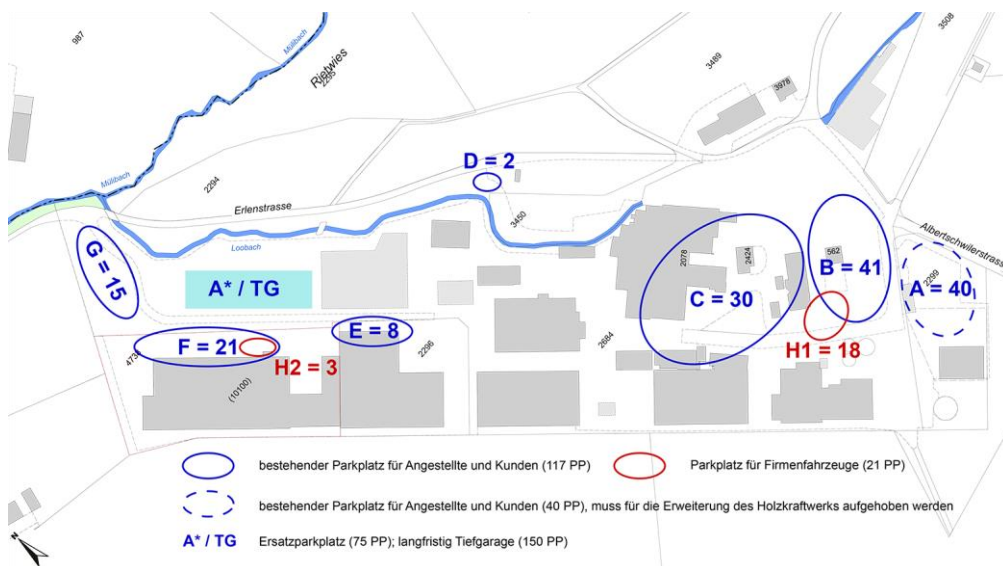 987
Mülibach
Rietwies
2295
3489
3978
3508
Mülibach
2294
D = 2
Erlenstrasse
3450
Loobach
Albertschwilerstrasse
G = 15
A* / TG
2078
2424
562
B = 41
2299
A = 40
C = 30
E = 8
F = 21
H2 = 3
2296
2684
H1 = 18
(10100)
bestehender Parkplatz für Angestellte und Kunden (117 PP)
Parkplatz für Firmenfahrzeuge (21 PP)
bestehender Parkplatz für Angestellte und Kunden (40 PP), muss für die Erweiterung des Holzkraftwerks aufgehoben werden
A* / TG Ersatzparkplatz (75 PP); langfristig Tiefgarage (150 PP)
N